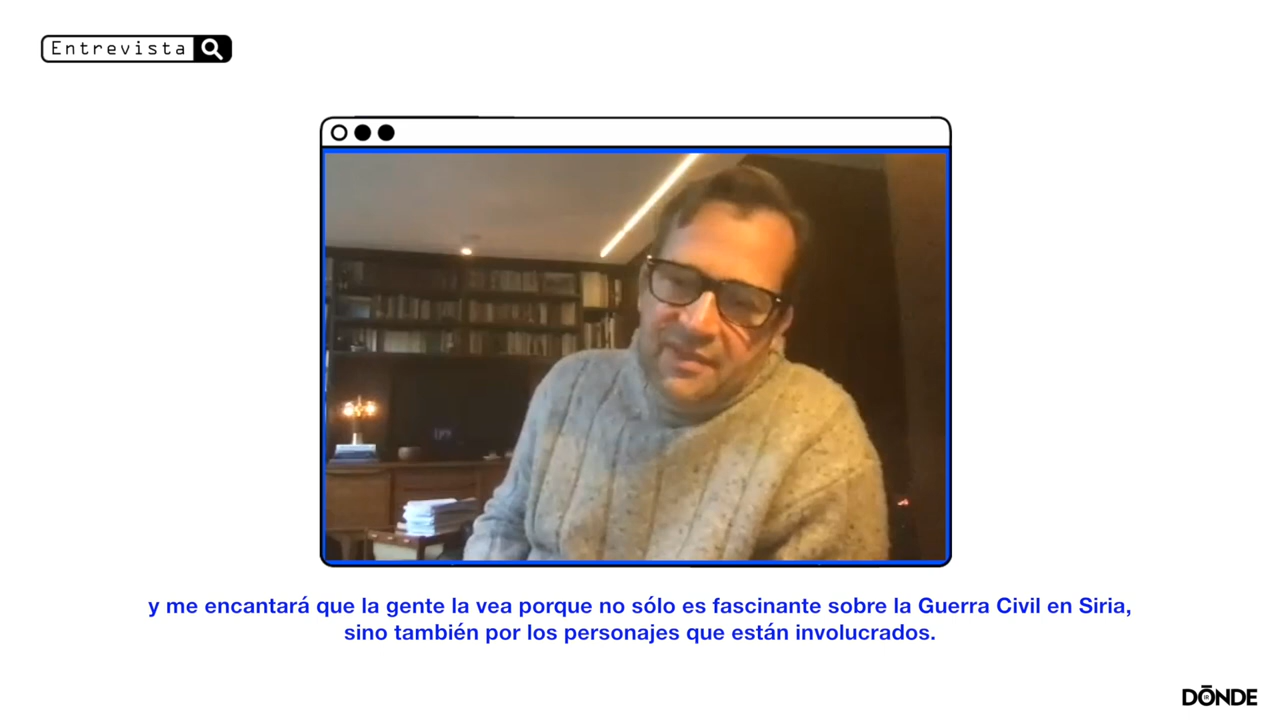 Entrevista
y me encantará que la gente la vea porque no sólo es fascinante sobre la Guerra Civil en Siria,
sino también por los personajes que están involucrados.
DŌNDE
IR